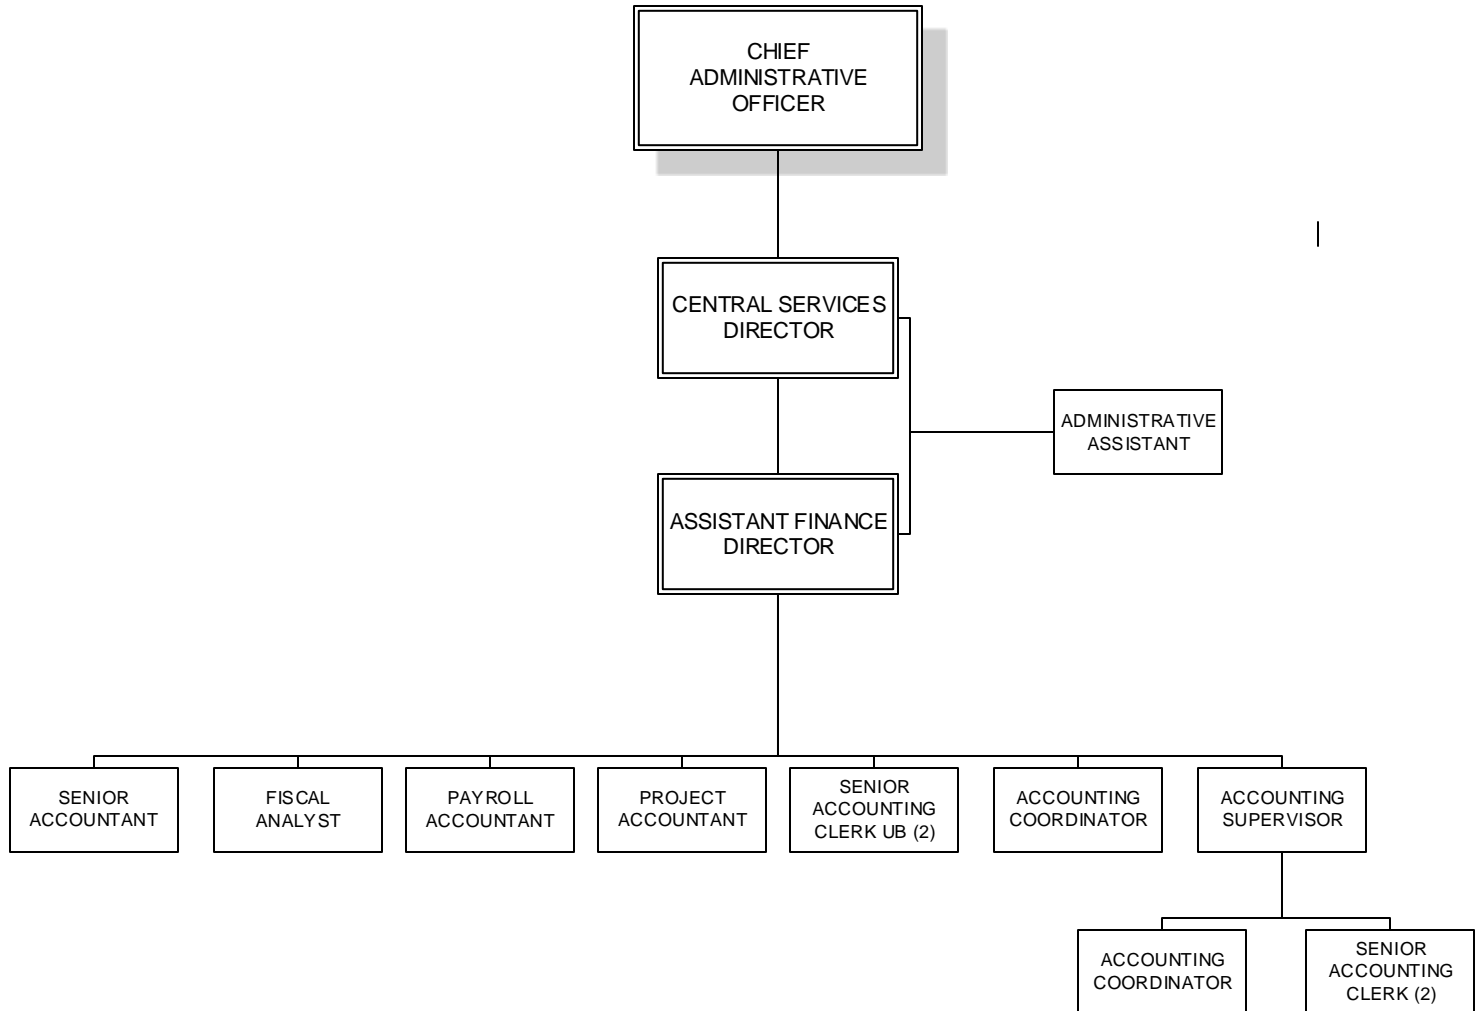 CHIEF
ADMINISTRATIVE
OFFICER
CENTRAL SERVICES
DIRECTOR
ADMINISTRATIVE
ASSISTANT
ASSISTANT FINANCE
DIRECTOR
SENIOR
ACCOUNTANT
FISCAL
ANALYST
PAYROLL
ACCOUNTANT
PROJECT
ACCOUNTANT
SENIOR
ACCOUNTING
CLERK UB (2)
ACCOUNTING
COORDINATOR
ACCOUNTING
SUPERVISOR
ACCOUNTING
COORDINATOR
SENIOR
ACCOUNTING
CLERK (2)